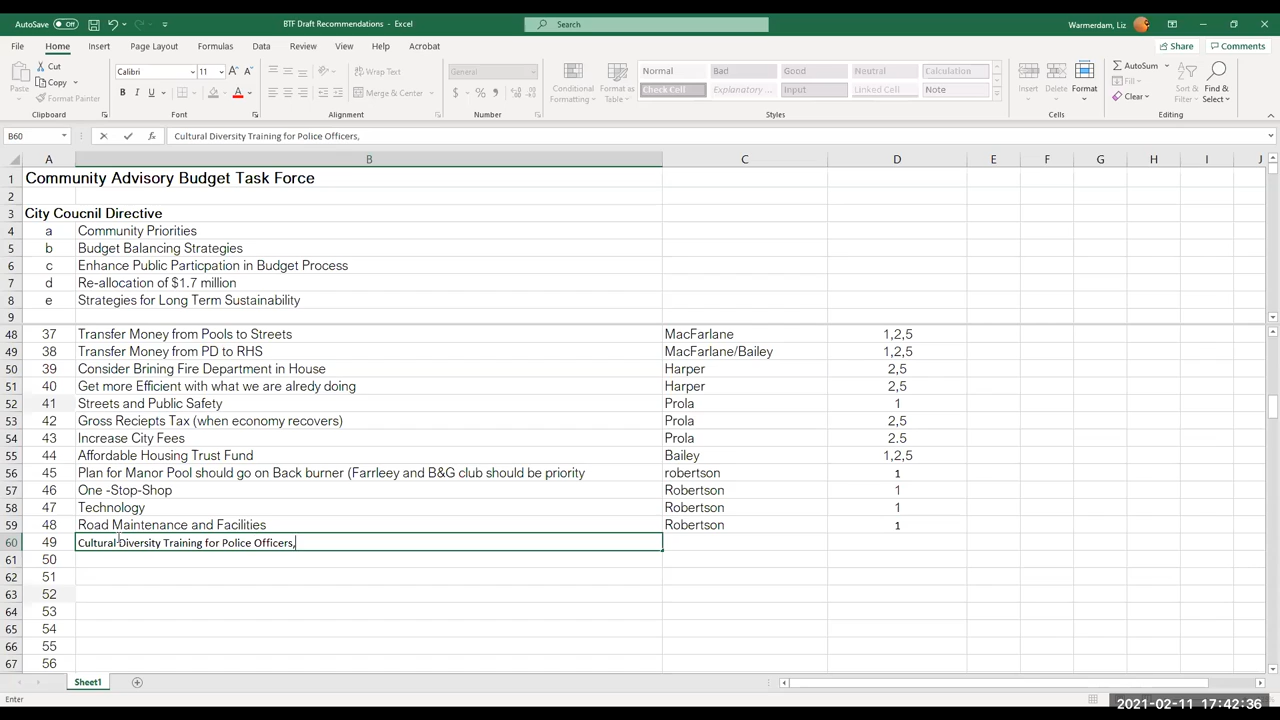 AutoSave Off BTF Draft Recommendations - Excel Search Warmerdam, Liz
File Home Insert Page Layout Formulas Data Review View Help Acrobat Share Comments
Paste Cut Copy Format Painter Clipboard
Calibri 11 B I U Font
Wrap Text Merge & Center Alignment
General $ % Number
Conditional Formatting Format as Table
Normal Bad Good Neutral Calculation
Check Cell Explanatory ... Input Linked Cell Note
Styles
Insert Delete Format Cells
AutoSum Fill Clear Sort & Filter Find & Select Editing
B60 fx Cultural Diversity Training for Police Officers,
A B C D E F G H I J
1 Community Advisory Budget Task Force
2
3 City Coucnil Directive
4 a Community Priorities
5 b Budget Balancing Strategies
6 c Enhance Public Particpation in Budget Process
7 d Re-allocation of $1.7 million
8 e Strategies for Long Term Sustainability
9
48 37 Transfer Money from Pools to Streets MacFarlane 1,2,5
49 38 Transfer Money from PD to RHS MacFarlane/Bailey 1,2,5
50 39 Consider Brining Fire Department in House Harper 2,5
51 40 Get more Efficient with what we are alredy doing Harper 2,5
52 41 Streets and Public Safety Prola 1
53 42 Gross Reciepts Tax (when economy recovers) Prola 2,5
54 43 Increase City Fees Prola 2.5
55 44 Affordable Housing Trust Fund Bailey 1,2,5
56 45 Plan for Manor Pool should go on Back burner (Farrleey and B&G club should be priority robertson 1
57 46 One -Stop-Shop Robertson 1
58 47 Technology Robertson 1
59 48 Road Maintenance and Facilities Robertson 1
60 49 Cultural Diversity Training for Police Officers,
61 50
62 51
63 52
64 53
65 54
66 55
67 56
Sheet1
Enter
2021-02-11 17:42:36